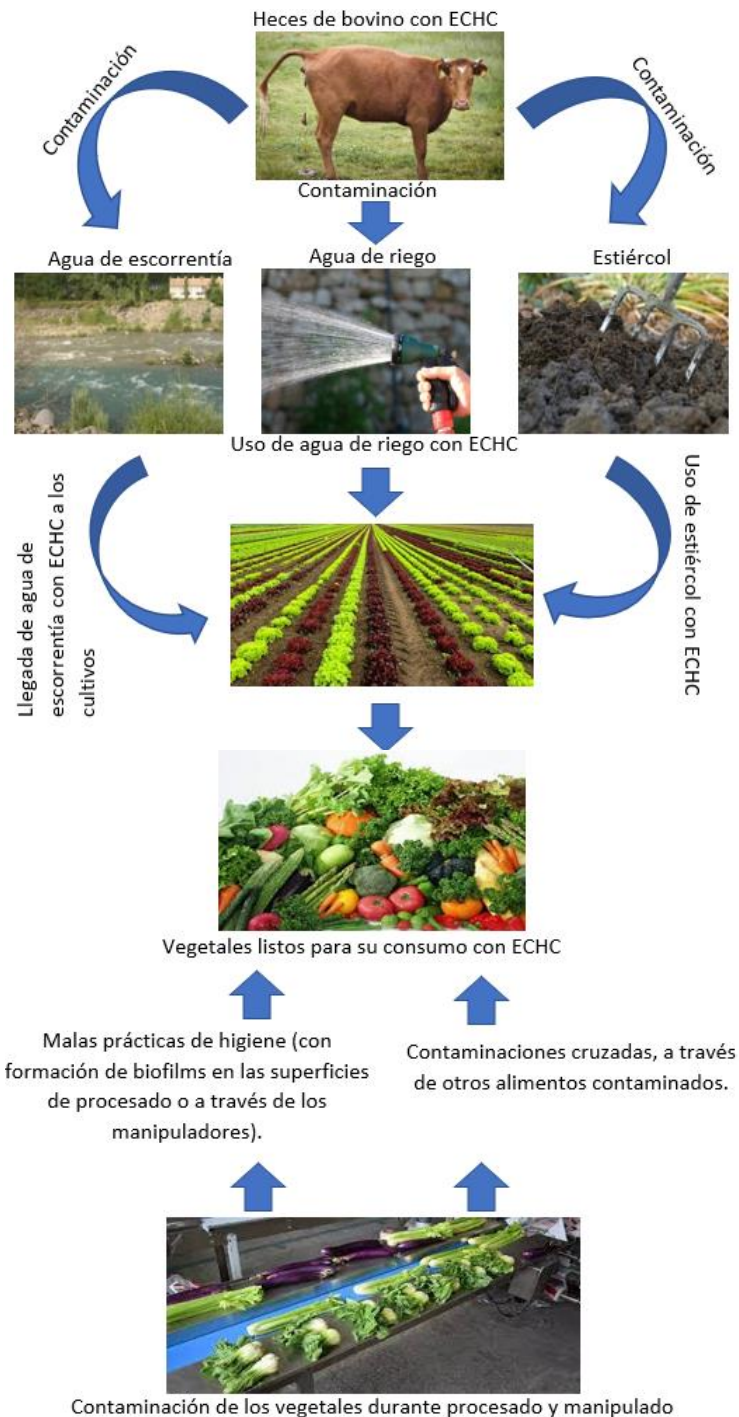 Heces de bovino con ECHC
Contaminación
Contaminación
Contaminación
Agua de escorrentía
Agua de riego
Estiércol
Uso de agua de riego con ECHC
Llegada de agua de
escorrentía con ECHC a los
cultivos
Uso de estiércol con ECHC
Vegetales listos para su consumo con ECHC
Malas prácticas de higiene (con
formación de biofilms en las superficies
de procesado o a través de los
manipuladores).
Contaminaciones cruzadas, a través
de otros alimentos contaminados.
Contaminación de los vegetales durante procesado y manipulado